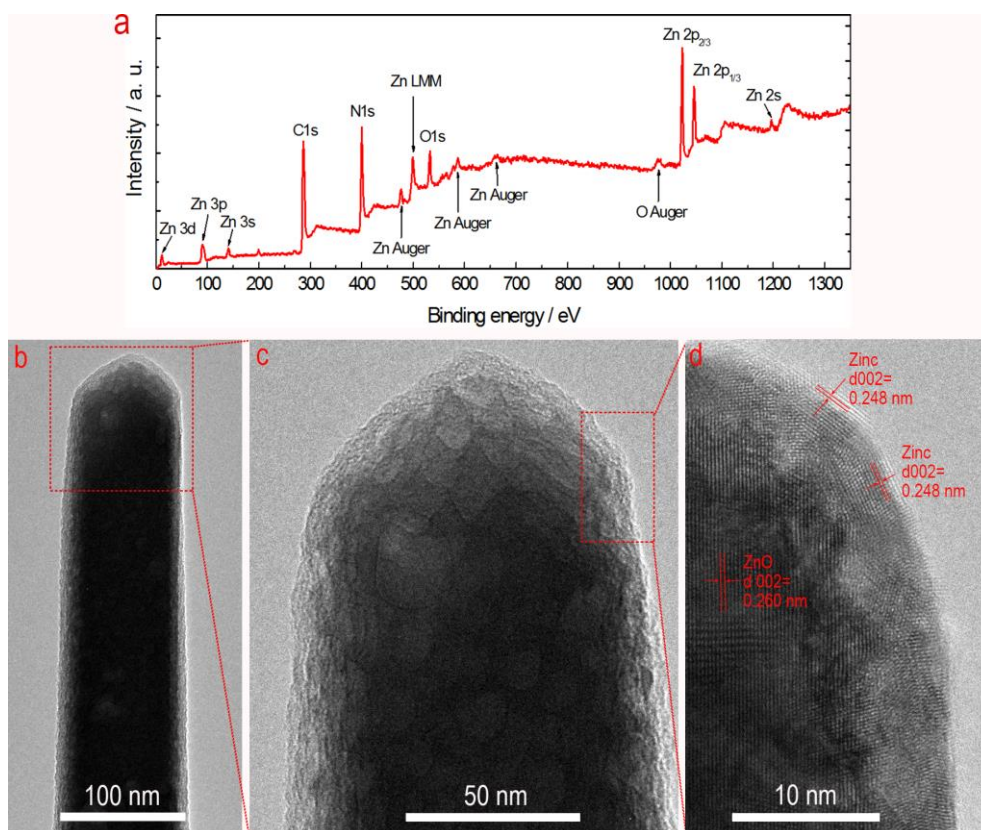 a
Intensity / a. u.
Zn 3d
Zn 3p
Zn 3s
C1s
N1s
Zn Auger
Zn LMM
O1s
Zn Auger
Zn Auger
O Auger
Zn 2p2/3
Zn 2p1/3
Zn 2s
0 100 200 300 400 500 600 700 800 900 1000 1100 1200 1300
Binding energy / eV
b
100 nm
c
50 nm
d
Zinc
d002=
0.248 nm
Zinc
d002=
0.248 nm
ZnO
d 002=
0.260 nm
10 nm